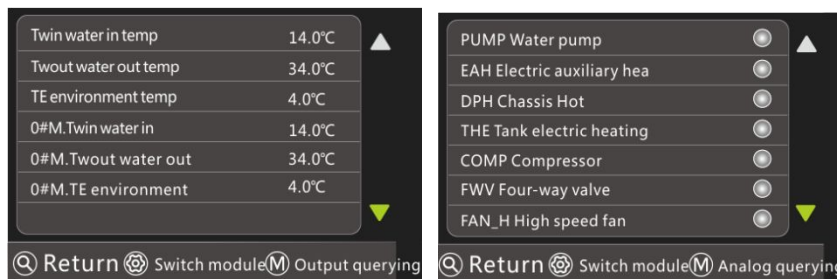 Twin water in temp 14.0℃
Twout water out temp 34.0℃
TE environment temp 4.0℃
0#M.Twin water in 14.0℃
0#M.Twout water out 34.0℃
0#M.TE environment 4.0℃
Return Switch module M Output querying
PUMP Water pump
EAH Electric auxiliary hea
DPH Chassis Hot
THE Tank electric heating
COMP Compressor
FWV Four-way valve
FAN_H High speed fan
Return Switch module M Analog queryin